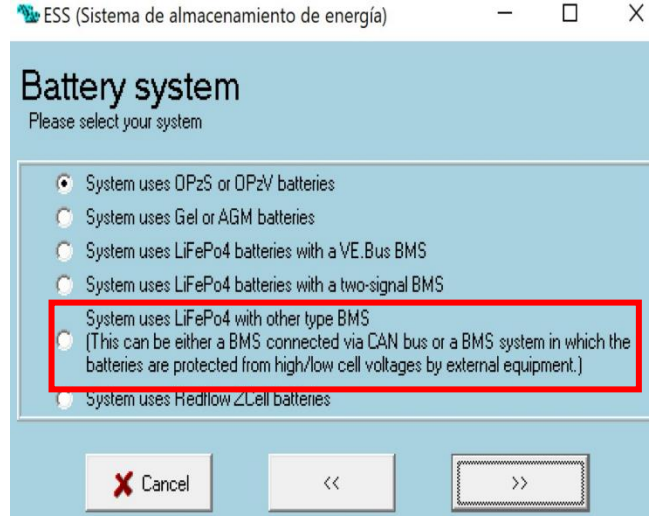 ESS (Sistema de almacenamiento de energía)
Battery system
Please select your system
System uses OPzS or OPzV batteries
System uses Gel or AGM batteries
System uses LiFePo4 batteries with a VE.Bus BMS
System uses LiFePo4 batteries with a two-signal BMS
System uses LiFePo4 with other type BMS
(This can be either a BMS connected via CAN bus or a BMS system in which the
batteries are protected from high/low cell voltages by external equipment.)
System uses Redflow ZCell batteries
Cancel << >>